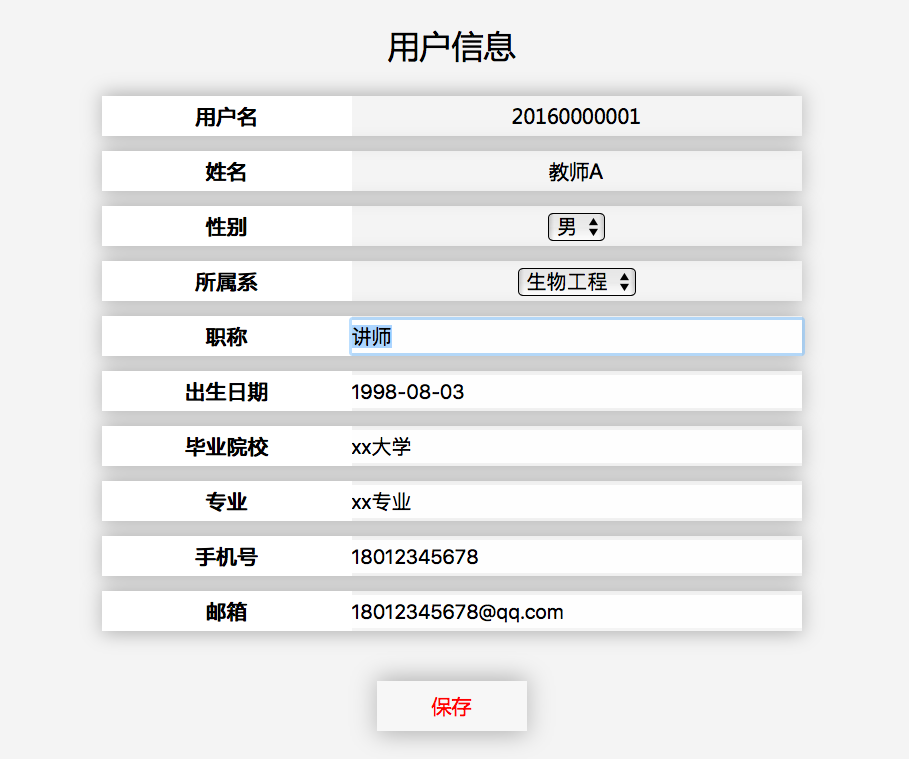 用户信息
用户名 20160000001
姓名 教师A
性别 男
所属系 生物工程
职称 讲师
出生日期 1998-08-03
毕业院校 xx大学
专业 xx专业
手机号 18012345678
邮箱 18012345678@qq.com
保存